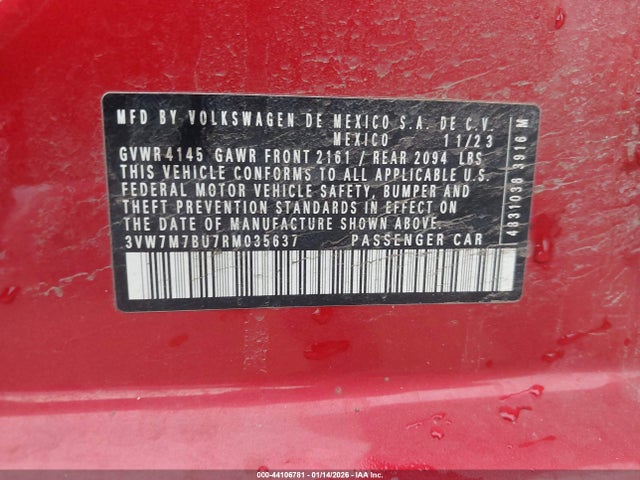 MFD BY VOLKSWAGEN DE MEXICO S.A. DE C.V.
MEXICO 11/23
GVWR 4145 GAWR FRONT 2161 / REAR 2094 LBS
THIS VEHICLE CONFORMS TO ALL APPLICABLE U.S.
FEDERAL MOTOR VEHICLE SAFETY, BUMPER AND
THEFT PREVENTION STANDARDS IN EFFECT ON
THE DATE OF MANUFACTURE SHOWN ABOVE.
3VW7M7BU7RM035637 PASSENGER CAR
4831038 3916 M
000-44106781 | 01/14/2026 | IAA Inc.